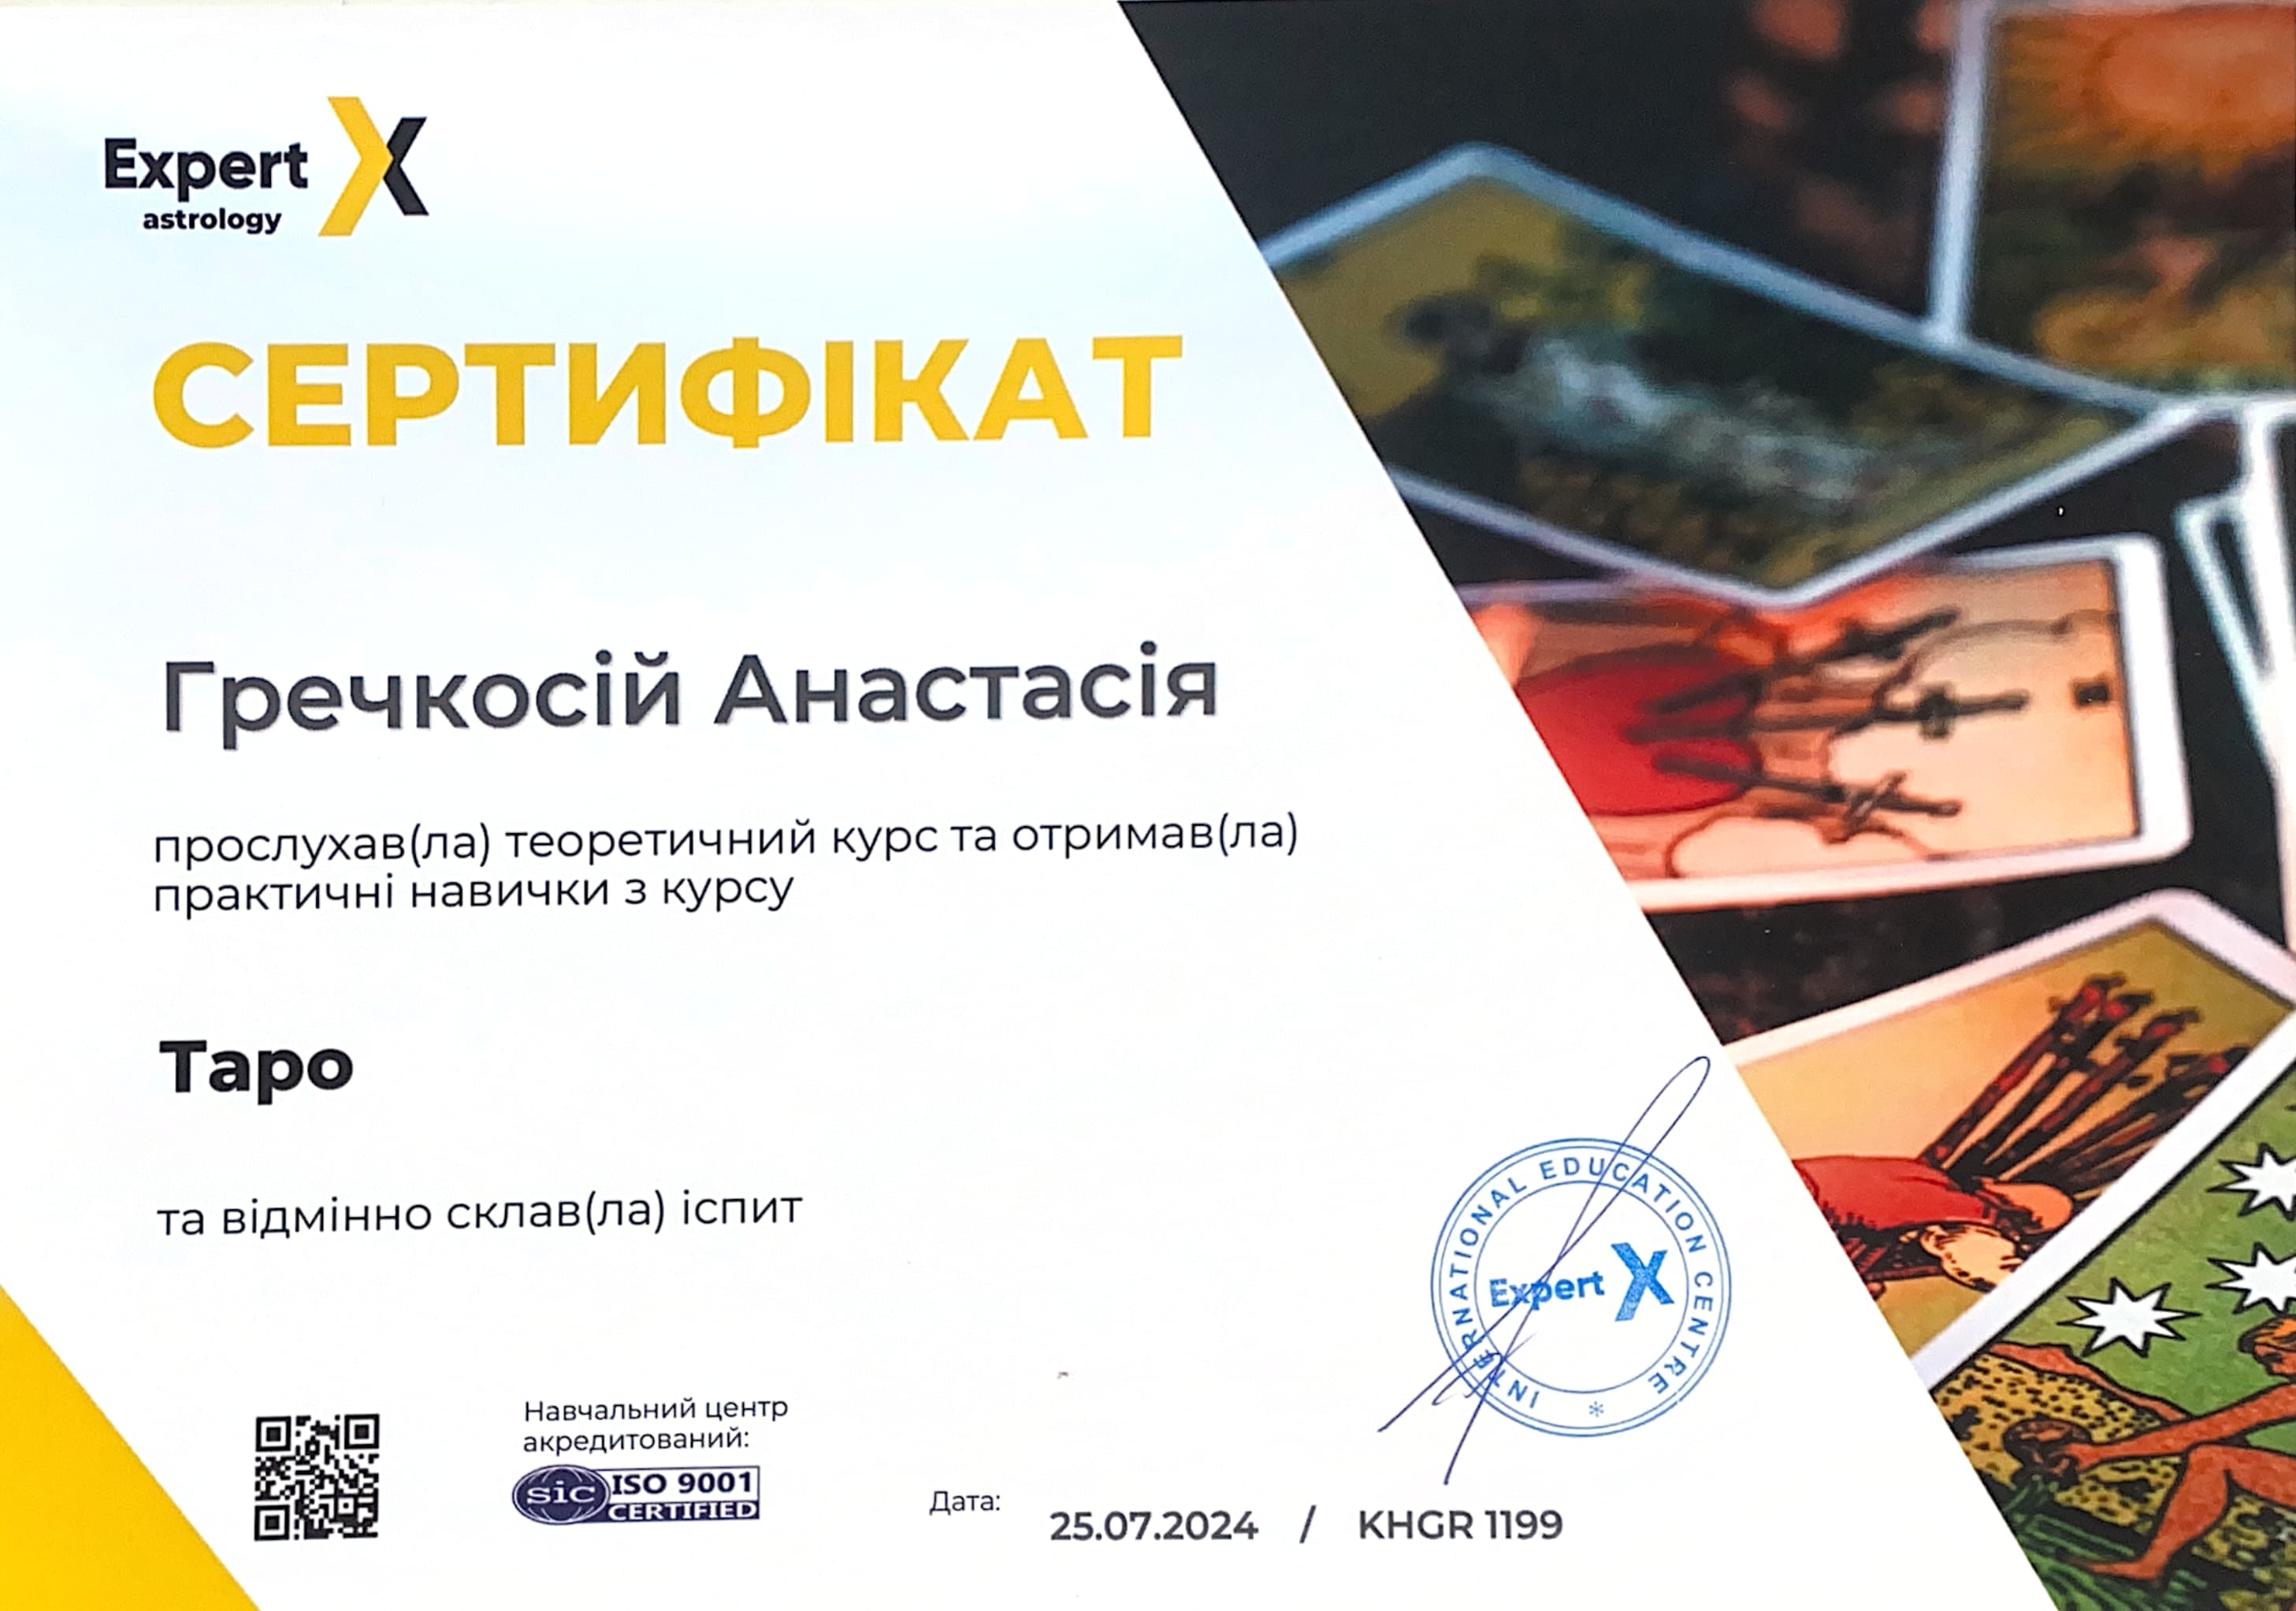 Expert X
astrology
СЕРТИФІКАТ
Гречкосій Анастасія
прослухав(ла) теоретичний курс та отримав(ла)
практичні навички з курсу
Таро
та відмінно склав(ла) іспит
INTERNATIONAL EDUCATION CENTRE *
Expert X
Навчальний центр
акредитований:
sic ISO 9001
CERTIFIED
Дата: 25.07.2024 / KHGR 1199